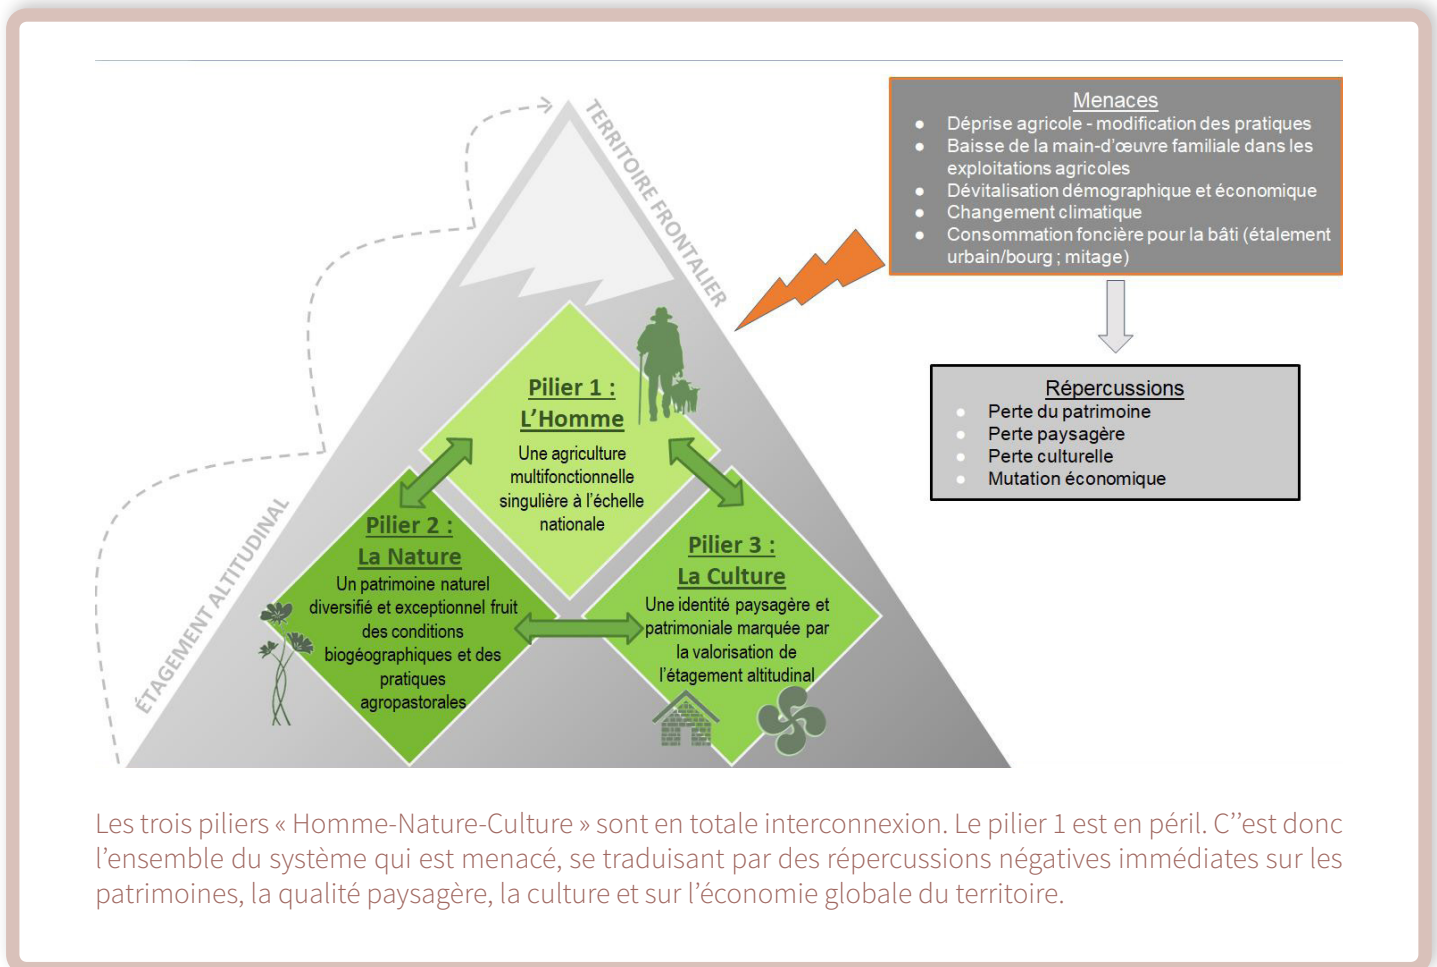 TERRITOIRE FRONTALIER
ÉTAGEMENT ALTITUDINAL
Menaces
● Déprise agricole - modification des pratiques
● Baisse de la main-d'œuvre familiale dans les
exploitations agricoles
● Dévitalisation démographique et économique
● Changement climatique
● Consommation foncière pour la bâti (étalement
urbain/bourg ; mitage)
Répercussions
● Perte du patrimoine
● Perte paysagère
● Perte culturelle
● Mutation économique
Pilier 1 :
L'Homme
Une agriculture
multifonctionnelle
singulière à l'échelle
nationale
Pilier 2 :
La Nature
Un patrimoine naturel
diversifié et exceptionnel fruit
des conditions
biogéographiques et des
pratiques
agropastorales
Pilier 3 :
La Culture
Une identité paysagère et
patrimoniale marquée par
la valorisation de
l'étagement altitudinal
Les trois piliers « Homme-Nature-Culture » sont en totale interconnexion. Le pilier 1 est en péril. C’’est donc
l’ensemble du système qui est menacé, se traduisant par des répercussions négatives immédiates sur les
patrimoines, la qualité paysagère, la culture et sur l’économie globale du territoire.